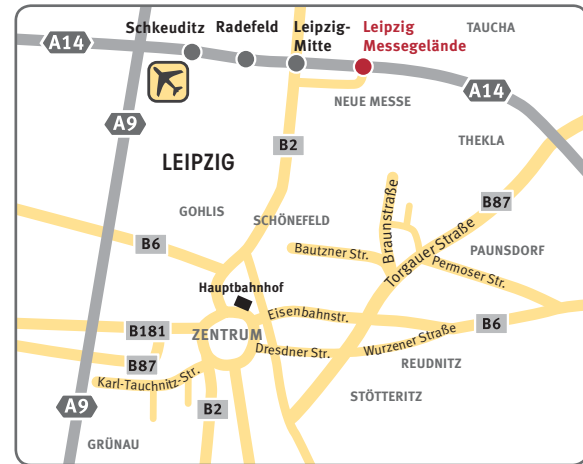 Schkeuditz
Radefeld
Leipzig-
Mitte
Leipzig
Messegelände
TAUCHA
A14
A14
NEUE MESSE
A9
THEKLA
B2
LEIPZIG
B87
GOHLIS
SCHÖNEFELD
Braunstraße
Torgauer Straße
B6
Bautzner Str.
PAUNSDORF
Permoser Str.
Hauptbahnhof
Eisenbahnstr.
B6
B181
ZENTRUM
Dresdner Str.
Wurzener Straße
B87
REUDNITZ
Karl-Tauchnitz-Str.
STÖTTERITZ
A9
B2
GRÜNAU